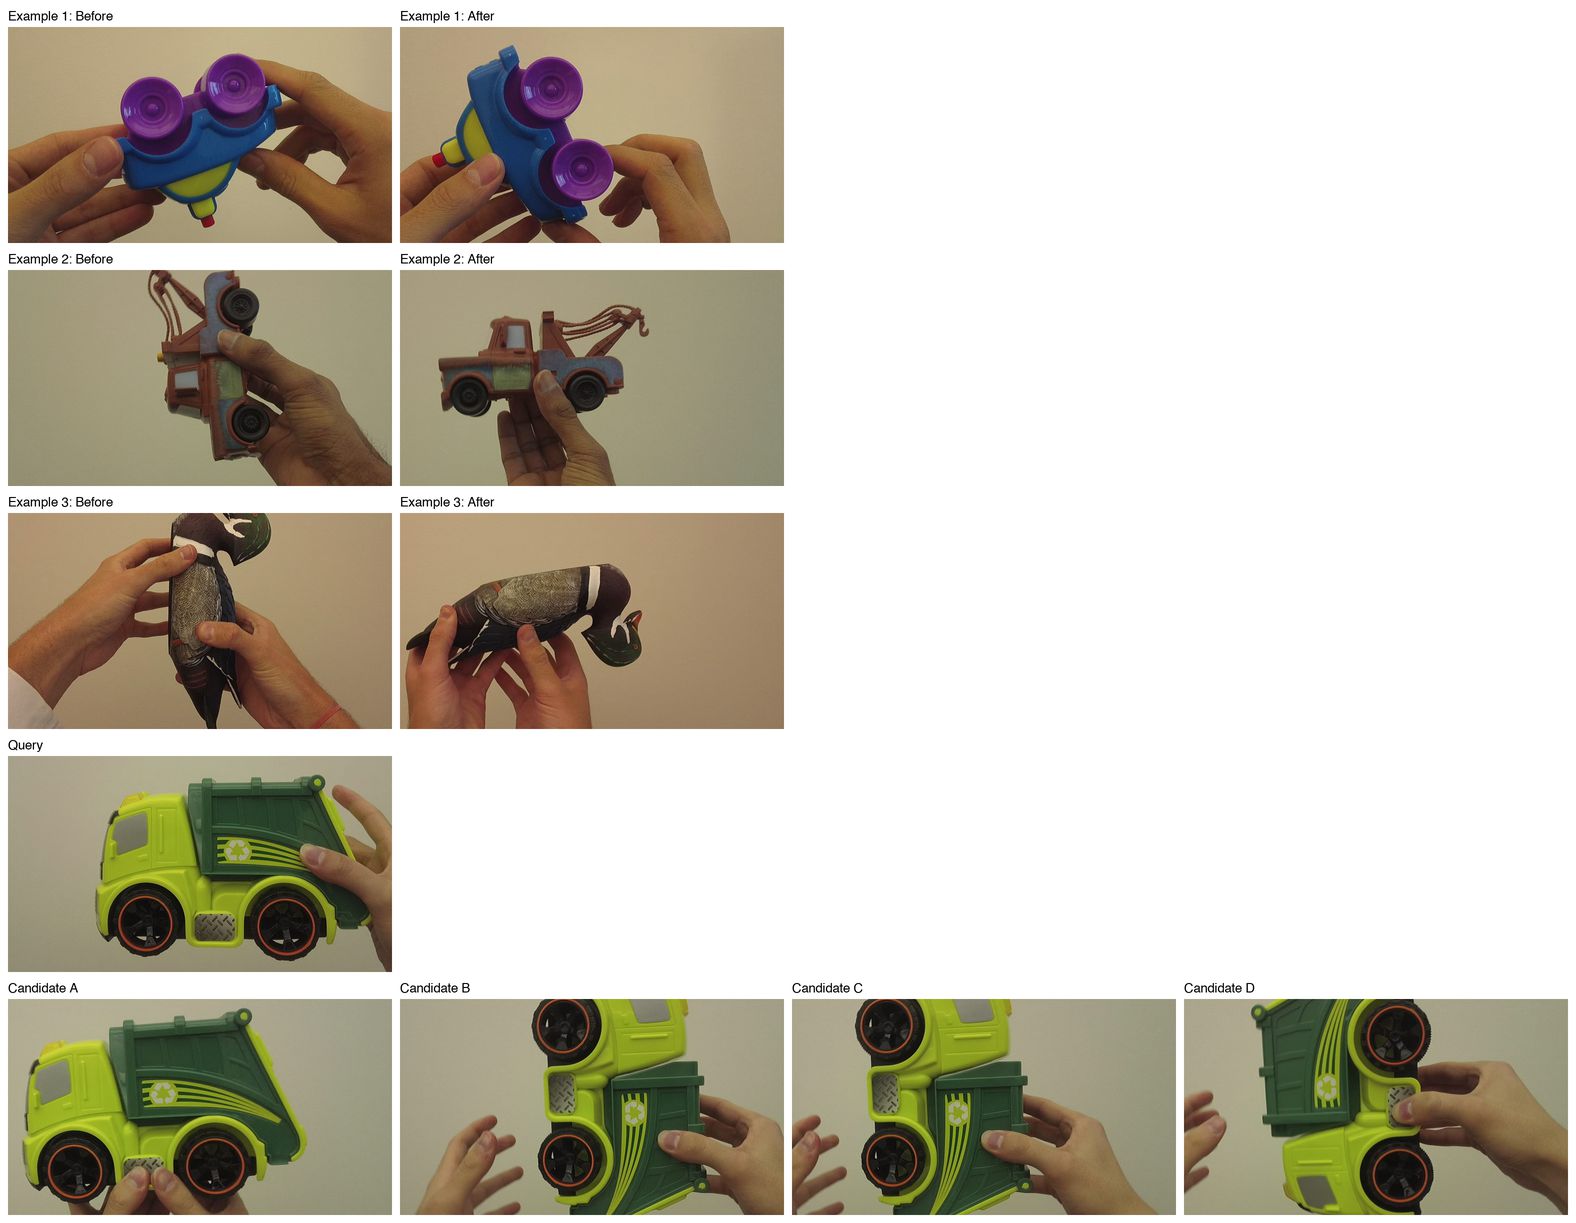 Example 1: Before
Example 1: After
Example 2: Before
Example 2: After
Example 3: Before
Example 3: After
Query
Candidate A
Candidate B
Candidate C
Candidate D